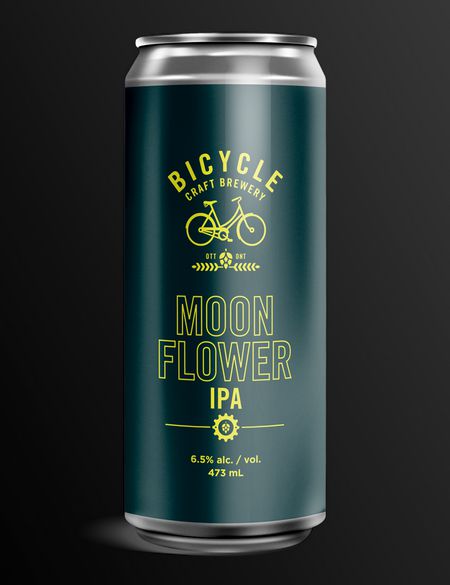 BICYCLE
CRAFT BREWERY
OTT ONT
MOON
FLOWER
IPA
6.5% alc. / vol.
473 mL